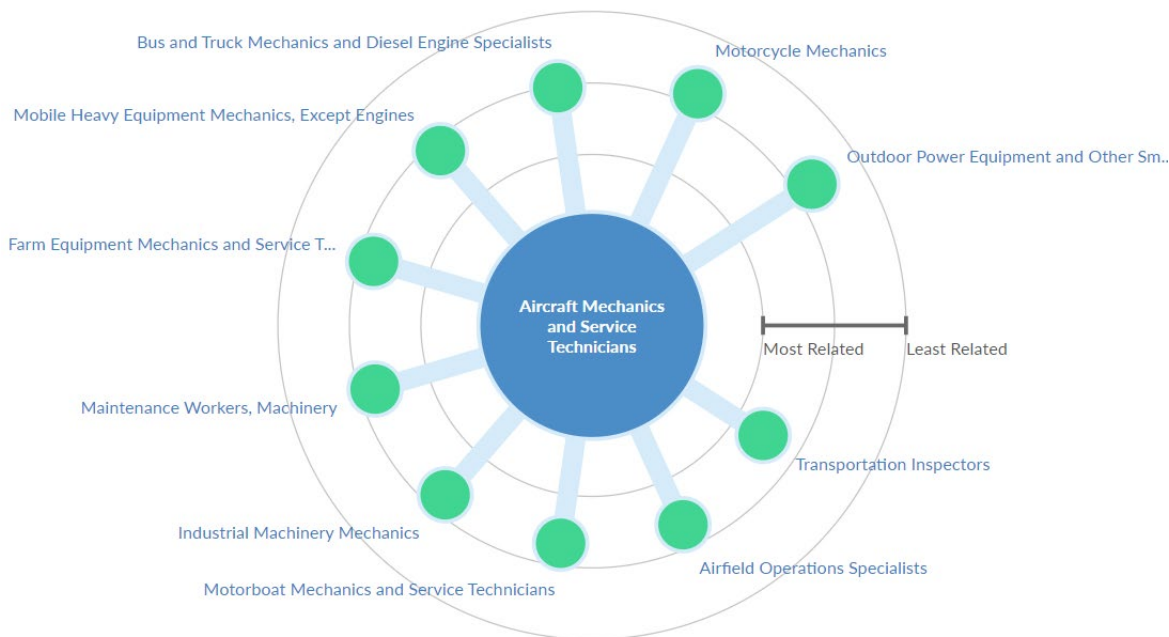 Bus and Truck Mechanics and Diesel Engine Specialists
Motorcycle Mechanics
Mobile Heavy Equipment Mechanics, Except Engines
Outdoor Power Equipment and Other Sm...
Farm Equipment Mechanics and Service T...
Aircraft Mechanics
and Service
Technicians
Most Related
Least Related
Maintenance Workers, Machinery
Transportation Inspectors
Industrial Machinery Mechanics
Airfield Operations Specialists
Motorboat Mechanics and Service Technicians